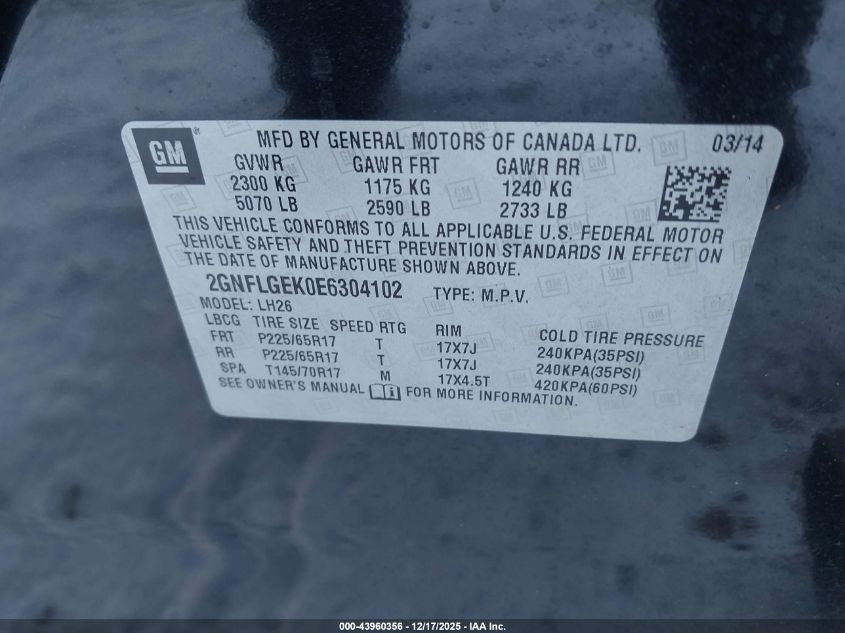 GM ® MFD BY GENERAL MOTORS OF CANADA LTD. 03/14
GVWR GAWR FRT GAWR RR
2300 KG 1175 KG 1240 KG
5070 LB 2590 LB 2733 LB
THIS VEHICLE CONFORMS TO ALL APPLICABLE U.S. FEDERAL MOTOR
VEHICLE SAFETY AND THEFT PREVENTION STANDARDS IN EFFECT ON
THE DATE OF MANUFACTURE SHOWN ABOVE.
2GNFLGEK0E6304102 TYPE: M.P.V.
MODEL: LH26
LBCG TIRE SIZE SPEED RTG RIM COLD TIRE PRESSURE
FRT P225/65R17 T 17X7J 240KPA(35PSI)
RR P225/65R17 T 17X7J 240KPA(35PSI)
SPA T145/70R17 M 17X4.5T 420KPA(60PSI)
SEE OWNER'S MANUAL FOR MORE INFORMATION.
000-43960356 - 12/17/2025 - IAA Inc.